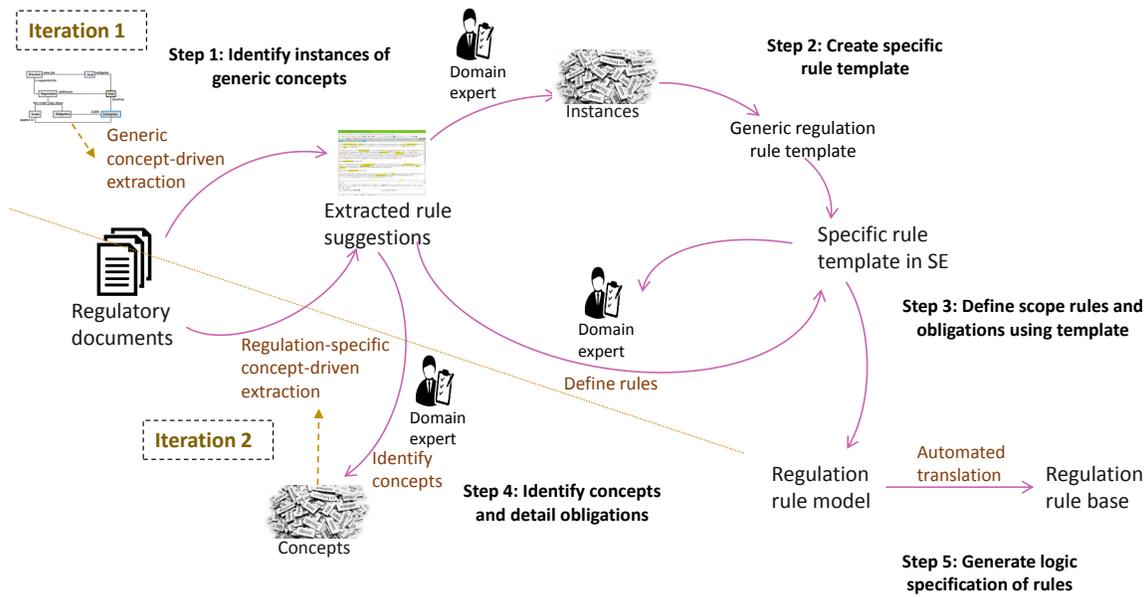 Iteration 1
Step 1: Identify instances of
generic concepts
Domain
expert
Instances
Step 2: Create specific
rule template
Generic
concept-driven
extraction
Generic regulation
rule template
Extracted rule
suggestions
Specific rule
template in SE
Regulatory
documents
Domain
expert
Step 3: Define scope rules and
obligations using template
Regulation-specific
concept-driven
extraction
Define rules
Domain
expert
Iteration 2
Identify
concepts
Step 4: Identify concepts
and detail obligations
Concepts
Regulation
rule model
Automated
translation
Regulation
rule base
Step 5: Generate logic
specification of rules